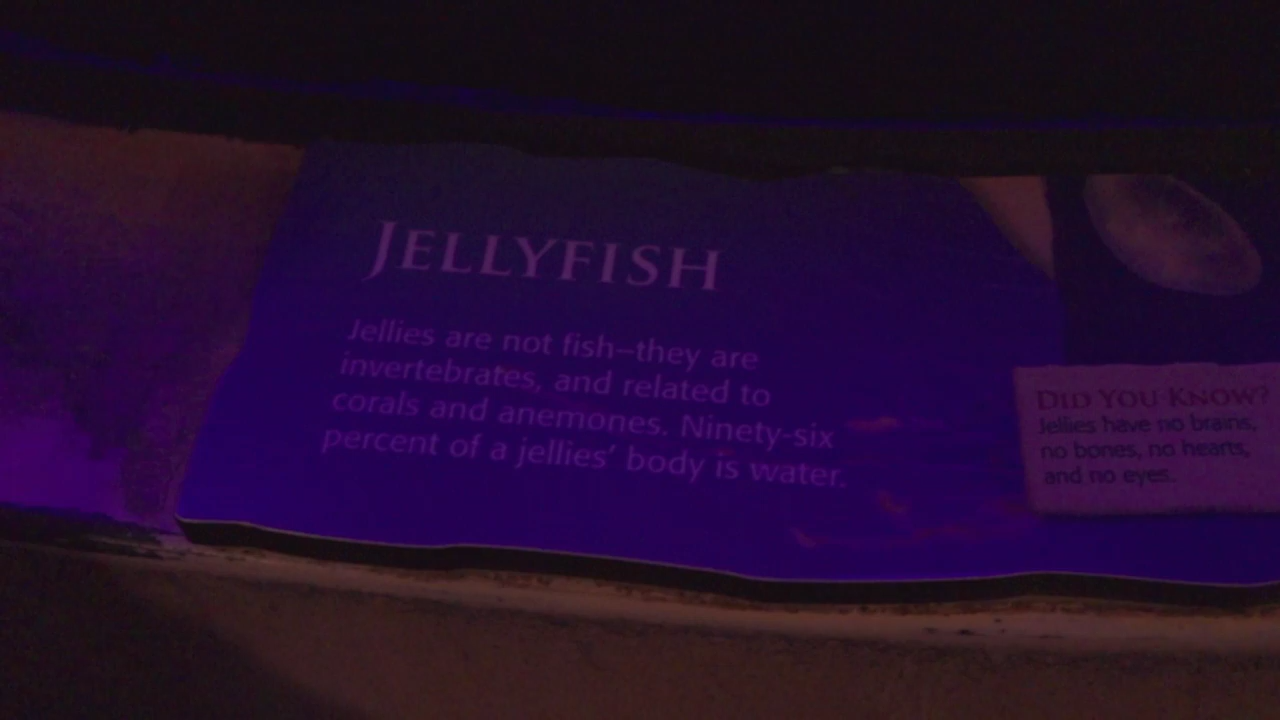 JELLYFISH
Jellies are not fish–they are
invertebrates, and related to
corals and anemones. Ninety-six
percent of a jellies' body is water.
DID YOU KNOW?
Jellies have no brains,
no bones, no hearts,
and no eyes.